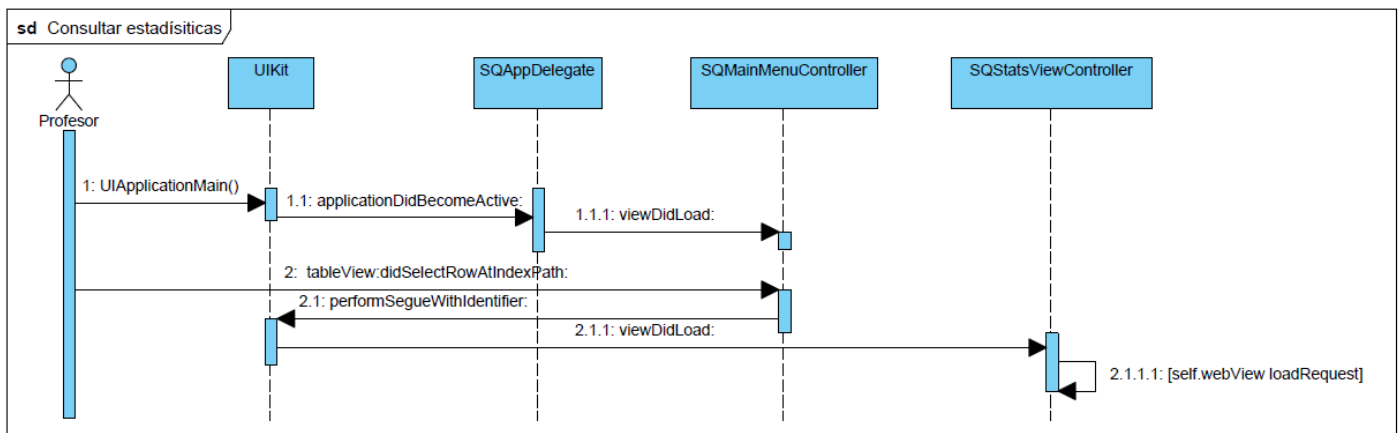 sd Consultar estadísiticas
UIKit
SQAppDelegate
SQMainMenuController
SQStatsViewController
Profesor
1: UIApplicationMain()
1.1: applicationDidBecomeActive:
1.1.1: viewDidLoad:
2: tableView:didSelectRowAtIndexPath:
2.1: performSegueWithIdentifier:
2.1.1: viewDidLoad:
2.1.1.1: [self.webView loadRequest]